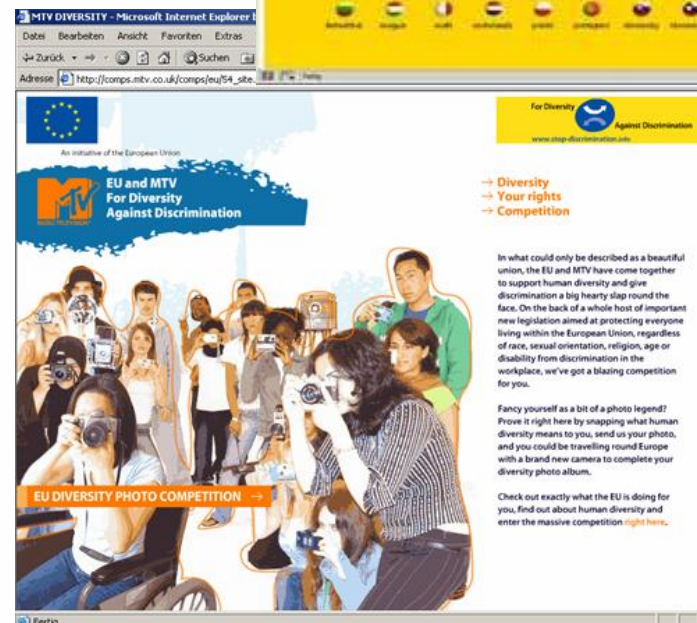 MTV DIVERSITY - Microsoft Internet Explorer
Datei Bearbeiten Ansicht Favoriten Extras
Zurück
Suchen
Adresse http://comps.mtv.co.uk/comps/eu/54_site.
Fertig
An initiative of the European Union
MTV
MUSIC TELEVISION
EU and MTV
For Diversity
Against Discrimination
EU DIVERSITY PHOTO COMPETITION →
For Diversity
Against Discrimination
www.stop-discrimination.info
→ Diversity
→ Your rights
→ Competition
In what could only be described as a beautiful
union, the EU and MTV have come together
to support human diversity and give
discrimination a big hearty slap round the
face. On the back of a whole host of important
new legislation aimed at protecting everyone
living within the European Union, regardless
of race, sexual orientation, religion, age or
disability from discrimination in the
workplace, we've got a blazing competition
for you.
Fancy yourself as a bit of a photo legend?
Prove it right here by snapping what human
diversity means to you, send us your photo,
and you could be travelling round Europe
with a brand new camera to complete your
diversity photo album.
Check out exactly what the EU is doing for
you, find out about human diversity and
enter the massive competition right here.
Fertig